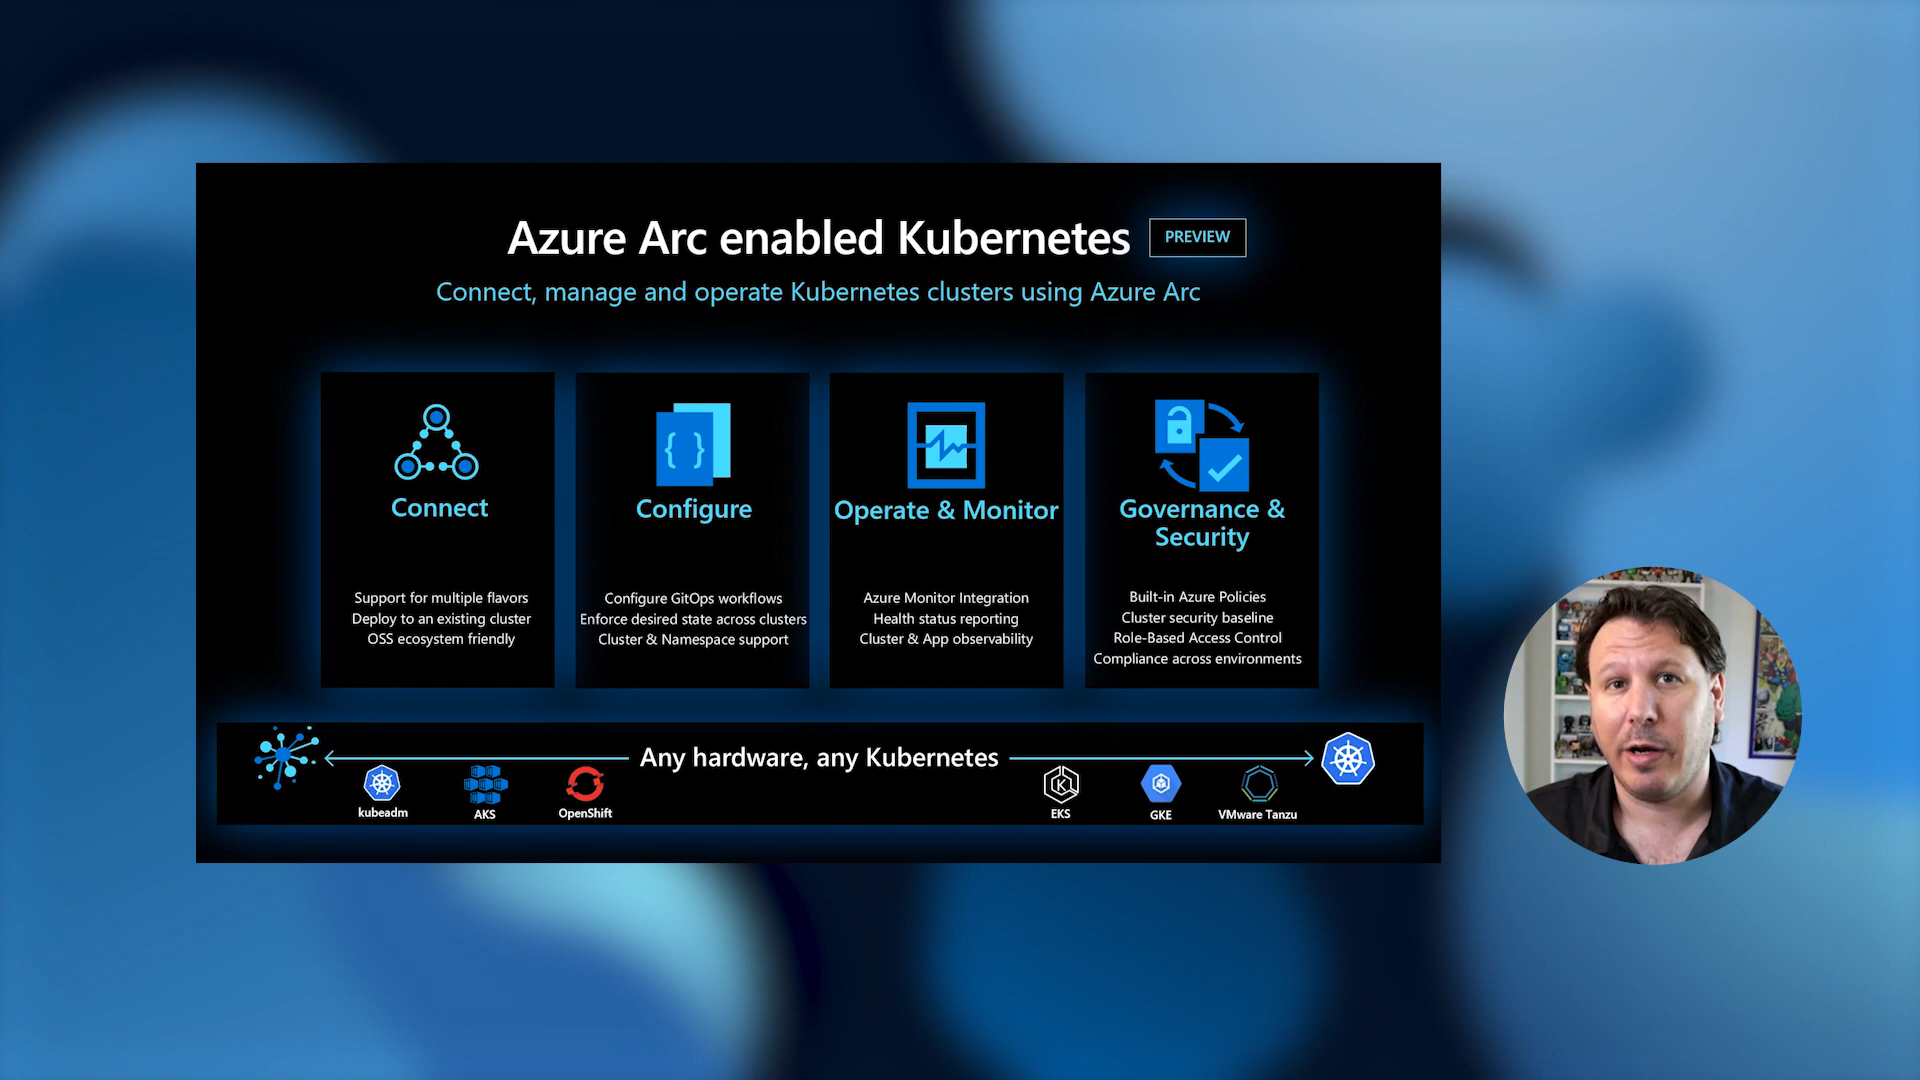 Azure Arc enabled Kubernetes
PREVIEW
Connect, manage and operate Kubernetes clusters using Azure Arc
Connect
Support for multiple flavors
Deploy to an existing cluster
OSS ecosystem friendly
{ }
Configure
Configure GitOps workflows
Enforce desired state across clusters
Cluster & Namespace support
Operate & Monitor
Azure Monitor Integration
Health status reporting
Cluster & App observability
Governance &
Security
Built-in Azure Policies
Cluster security baseline
Role-Based Access Control
Compliance across environments
Any hardware, any Kubernetes
kubeadm
AKS
OpenShift
K
EKS
GKE
VMware Tanzu